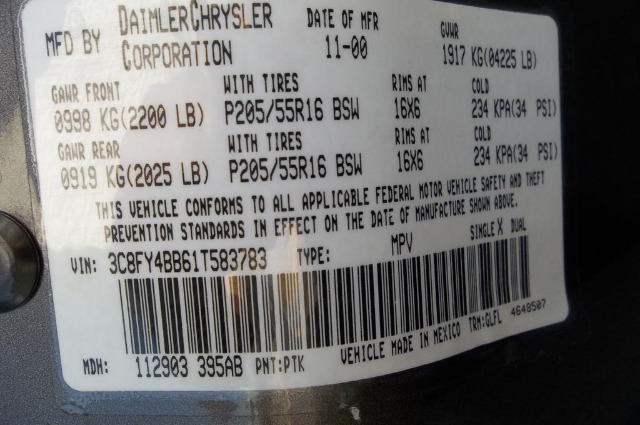 MFD BY DAIMLERCHRYSLER CORPORATION DATE OF MFR 11-00 GVWR 1917 KG(04225 LB)
GAWR FRONT WITH TIRES RIMS AT COLD
0998 KG(2200 LB) P205/55R16 BSW 16X6 234 KPA(34 PSI)
GAWR REAR WITH TIRES RIMS AT COLD
0919 KG(2025 LB) P205/55R16 BSW 16X6 234 KPA(34 PSI)
THIS VEHICLE CONFORMS TO ALL APPLICABLE FEDERAL MOTOR VEHICLE SAFETY AND THEFT
PREVENTION STANDARDS IN EFFECT ON THE DATE OF MANUFACTURE SHOWN ABOVE.
VIN: 3C8FY4BB61T583783 TYPE: MPV SINGLE X DUAL
MDH: 112903 395AB PNT:PTK VEHICLE MADE IN MEXICO TRM:GLFL 4648507